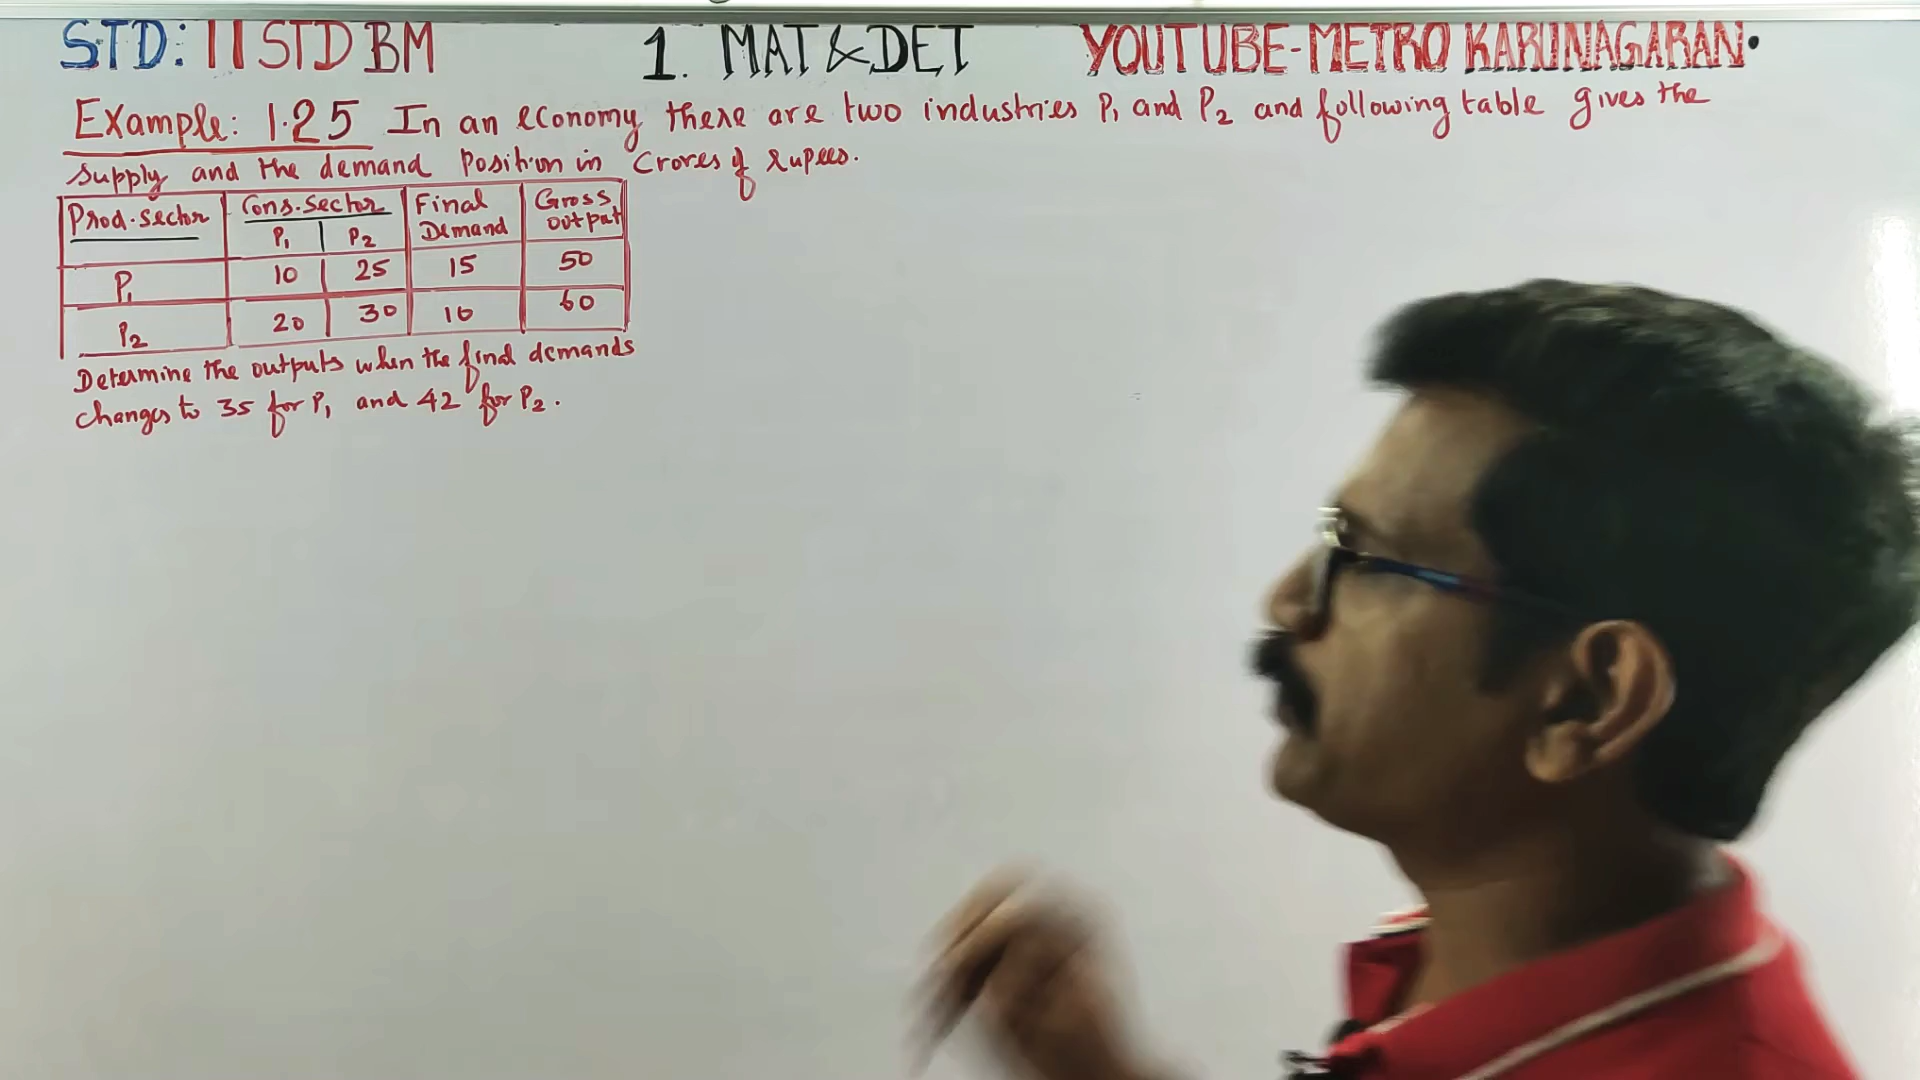 STD: 11 STD BM 1. MAT & DET YOUTUBE-METRO KARUNAGARAN.
Example: 1.25 In an economy there are two industries P1 and P2 and following table gives the
supply and the demand position in crores of rupees.
Prod. sector Cons. sector Final Demand Gross output
P1 P2
P1 10 25 15 50
P2 20 30 10 60
Determine the outputs when the final demands
changes to 35 for P1 and 42 for P2.